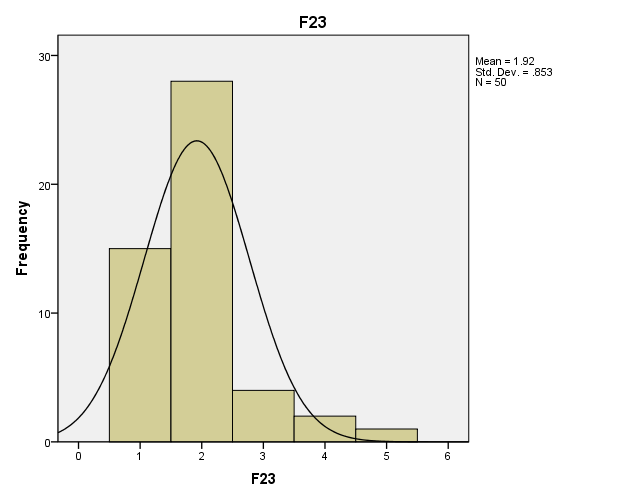 F23
Mean = 1.92
Std. Dev. = .853
N = 50
Frequency
30
20
10
0
0 1 2 3 4 5 6
F23